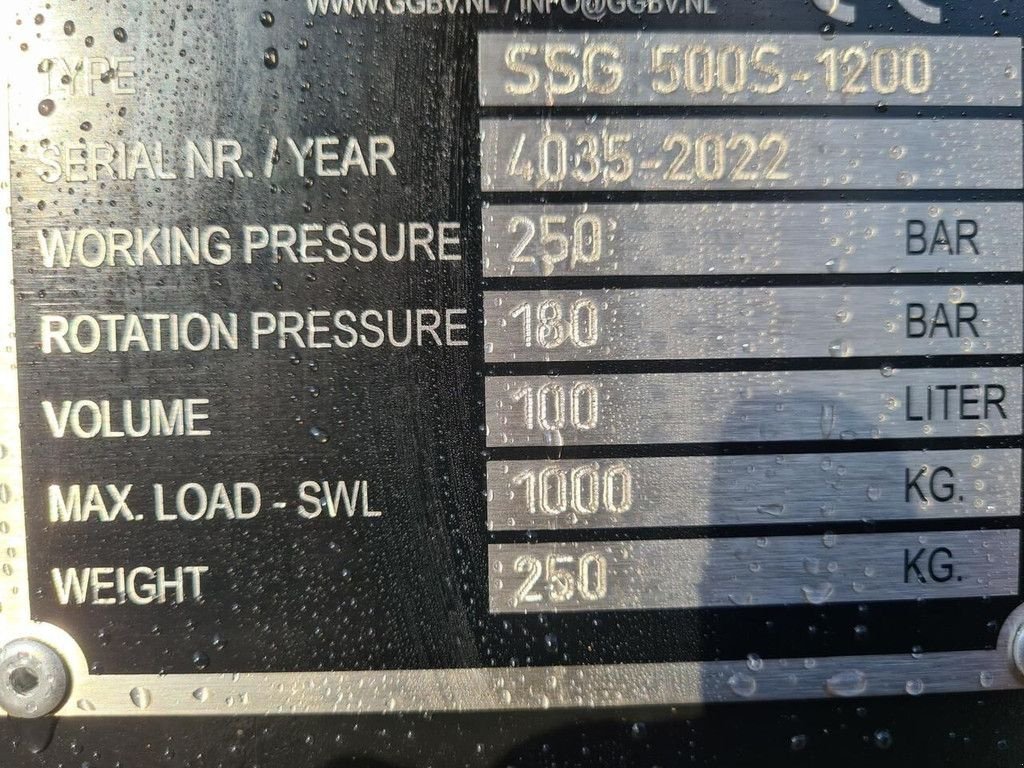 WWW.GGBV.NL / INFO@GGBV.NL CE
TYPE SSG 500S-1200
SERIAL NR. / YEAR 4035-2022
WORKING PRESSURE 250 BAR
ROTATION PRESSURE 180 BAR
VOLUME 100 LITER
MAX. LOAD - SWL 1000 KG.
WEIGHT 250 KG.